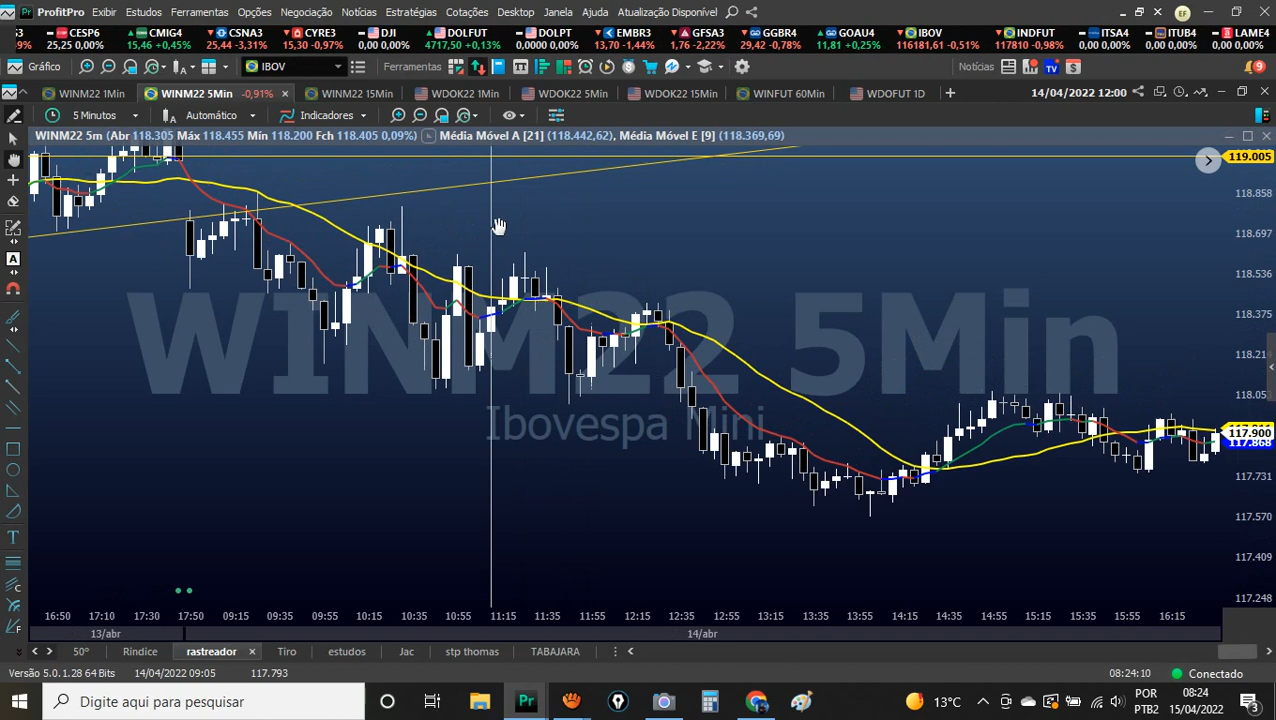 ProfitPro Exibir Estudos Ferramentas Opções Negociação Notícias Estratégias Cotações Desktop Janela Ajuda Atualização Disponível EF
CESP6 CMIG4 CSNA3 CYRE3 DJI DOLFUT DOLPT EMBR3 GFSA3 GGBR4 GOAU4 IBOV INDFUT ITSA4 ITUB4 LAME4
25,25 0,00% 15,46 +0,45% 25,44 -3,31% 15,30 -0,97% 0,00 0,00% 4717,50 +0,13% 0,0000 0,00% 13,70 -1,44% 1,76 -2,22% 29,42 -0,78% 11,81 +0,25% 116181,61 -0,51% 117810 -0,98% 0,00 0,00% 0,00 0,00% 0,00 0,00%
Gráfico IBOV Ferramentas Notícias TV 9
WINM22 1Min WINM22 5Min -0,91% WINM22 15Min WDOK22 1Min WDOK22 5Min WDOK22 15Min WINFUT 60Min WDOFUT 1D 14/04/2022 12:00
5 Minutos Automático Indicadores
WINM22 5m (Abr 118.305 Máx 118.455 Mín 118.200 Fch 118.405 0,09%) Média Móvel A [21] (118.442,62), Média Móvel E [9] (118.369,69)
119.005
118.858
118.697
118.536
118.375
118.214
118.053
117.900
117.868
117.731
117.570
117.409
117.248
WINM22 5Min
Ibovespa Mini
16:50 17:10 17:30 17:50 09:15 09:35 09:55 10:15 10:35 10:55 11:15 11:35 11:55 12:15 12:35 12:55 13:15 13:35 13:55 14:15 14:35 14:55 15:15 15:35 15:55 16:15
13/abr 14/abr
50° Rindice rastreador Tiro estudos Jac stp thomas TABAJARA
Versão 5.0.1.28 64 Bits 14/04/2022 09:05 117.793 08:24:10 Conectado
Digite aqui para pesquisar Pr 13°C POR 08:24
PTB2 15/04/2022 3